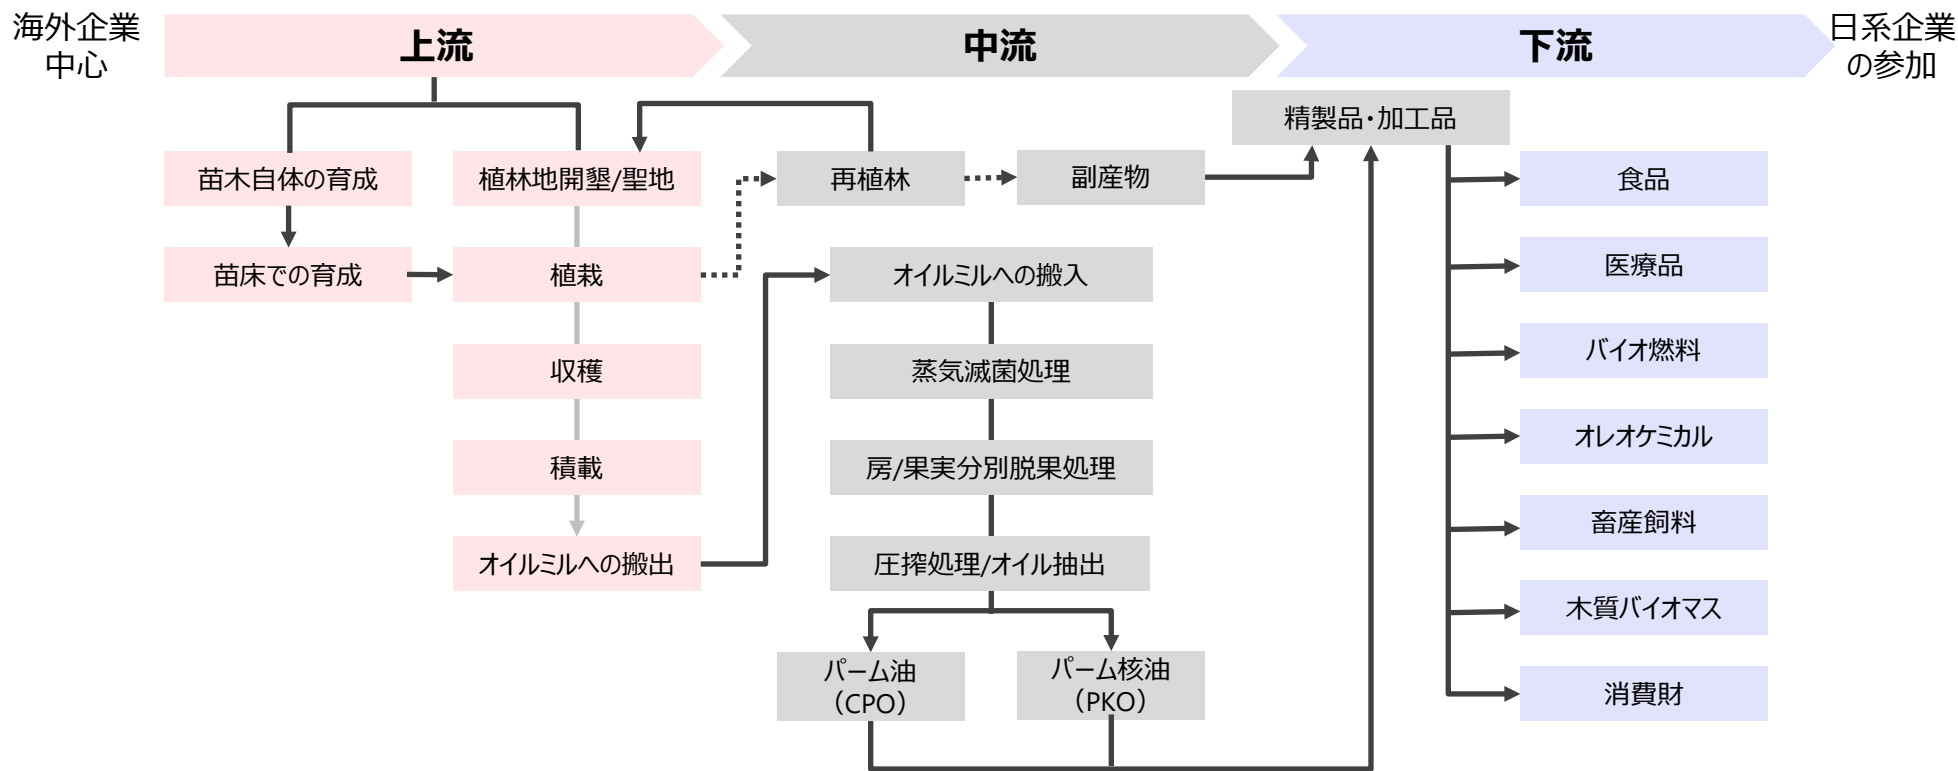 海外企業
中心
上流
中流
下流
日系企業
の参加
精製品・加工品
苗木自体の育成
植林地開墾/聖地
再植林
副産物
食品
苗床での育成
植栽
オイルミルへの搬入
医療品
収穫
蒸気滅菌処理
バイオ燃料
積載
房/果実分別脱果処理
オレオケミカル
オイルミルへの搬出
圧搾処理/オイル抽出
畜産飼料
木質バイオマス
パーム油
（CPO）
パーム核油
（PKO）
消費財